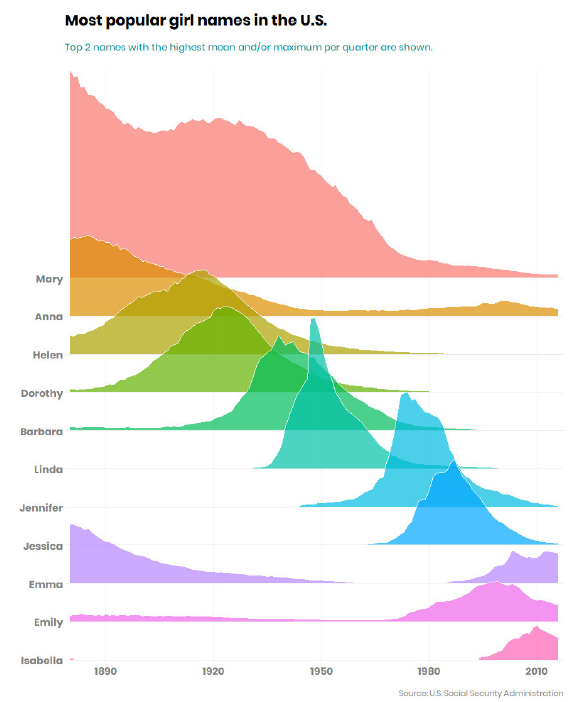 Most popular girl names in the U.S.
Top 2 names with the highest mean and/or maximum per quarter are shown.
Mary
Anna
Helen
Dorothy
Barbara
Linda
Jennifer
Jessica
Emma
Emily
Isabella
1890 1920 1950 1980 2010
Source: U.S. Social Security Administration